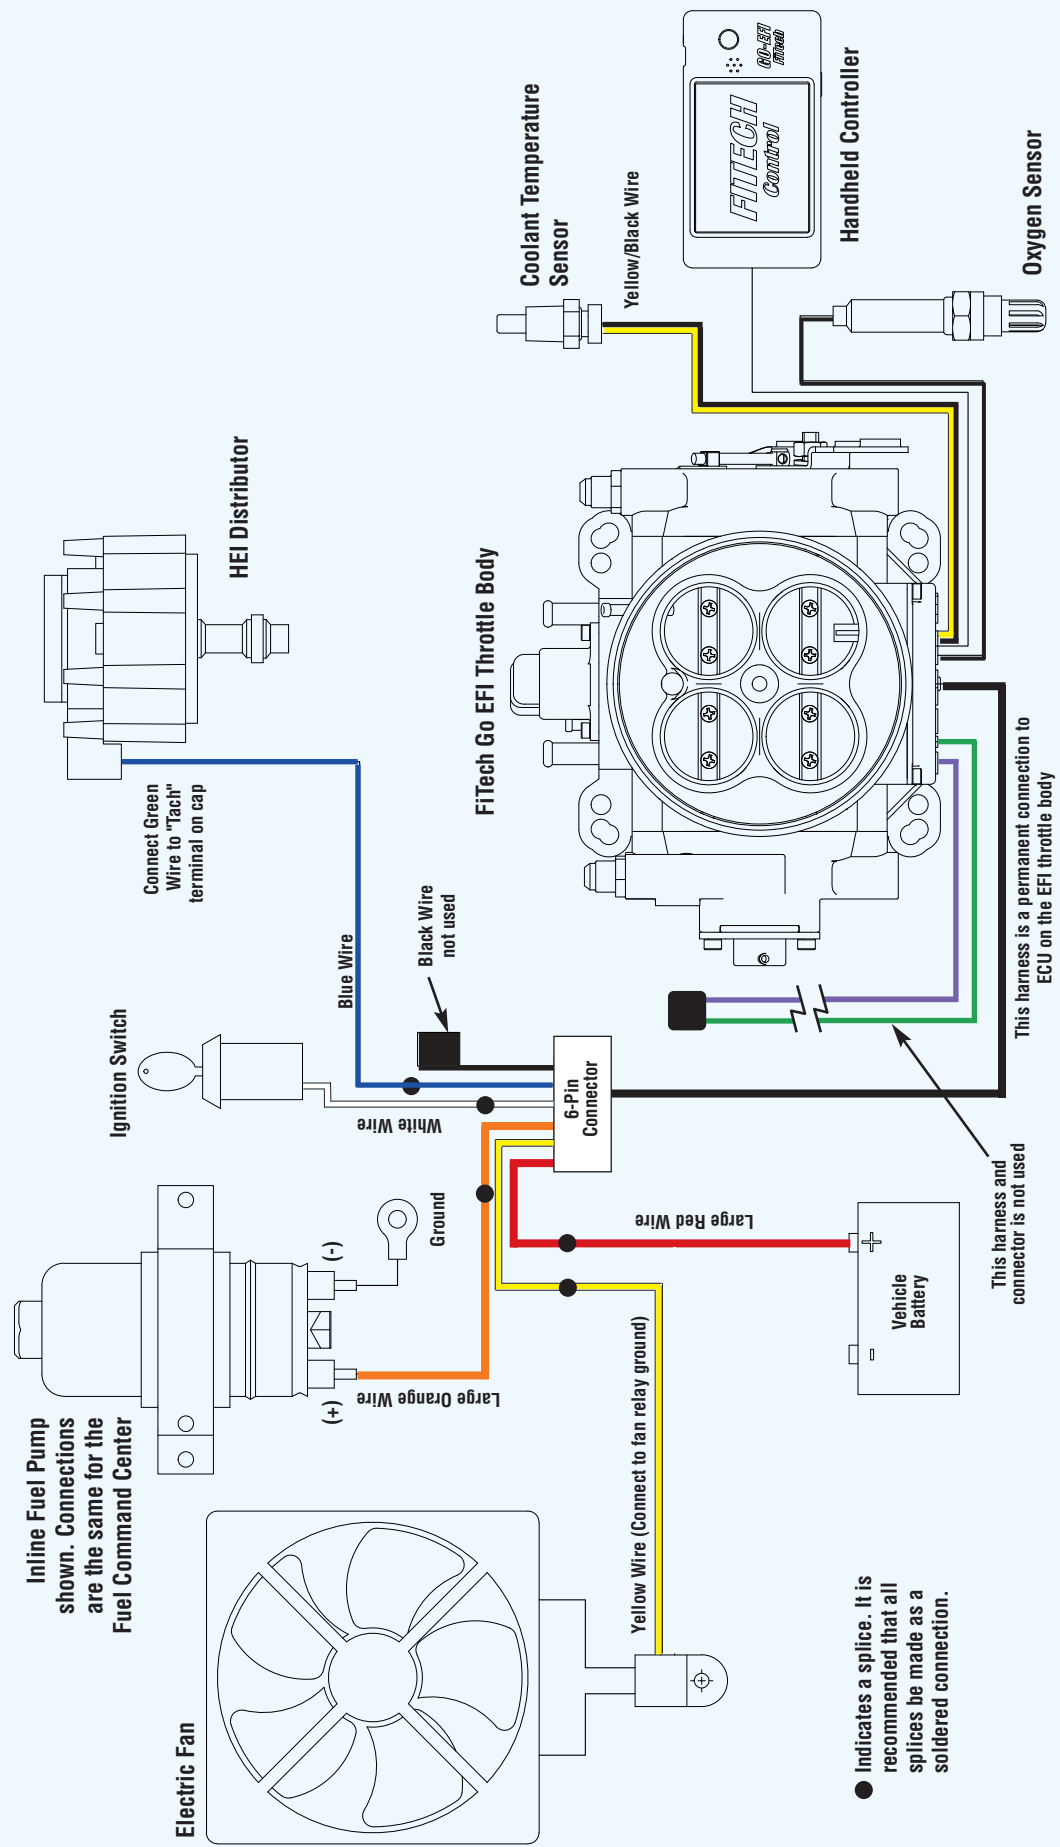 Inline Fuel Pump
shown. Connections
are the same for the
Fuel Command Center
(+)
(-)
Ground
Large Orange Wire
Electric Fan
Yellow Wire (Connect to fan relay ground)
Ignition Switch
White Wire
Blue Wire
Connect Green
Wire to "Tach"
terminal on cap
HEI Distributor
Black Wire
not used
6-Pin
Connector
Large Red Wire
Vehicle
Battery
+
-
This harness and
connector is not used
This harness is a permanent connection to
ECU on the EFI throttle body
FiTech Go EFI Throttle Body
Coolant Temperature
Sensor
Yellow/Black Wire
FITECH
Control
GO-EFI
FiTech
Handheld Controller
Oxygen Sensor
Indicates a splice. It is
recommended that all
splices be made as a
soldered connection.